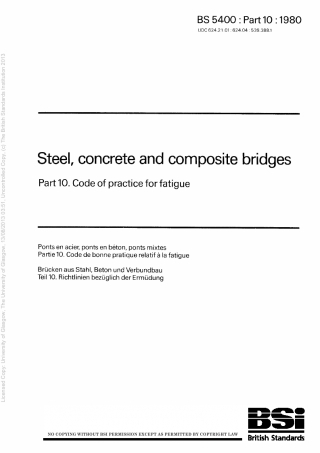 BS 5400 : Part 10 : 1980
UDC 624.21.01 : 624.04 : 539.388.1
Steel, concrete and composite bridges
Part 10. Code of practice for fatigue
Ponts en acier, ponts en béton, ponts mixtes
Partie 10. Code de bonne pratique relatif à la fatigue
Brücken aus Stahl, Beton und Verbundbau
Teil 10. Richtlinien bezüglich der Ermüdung
BSi
British Standards
NO COPYING WITHOUT BSI PERMISSION EXCEPT AS PERMITTED BY COPYRIGHT LAW